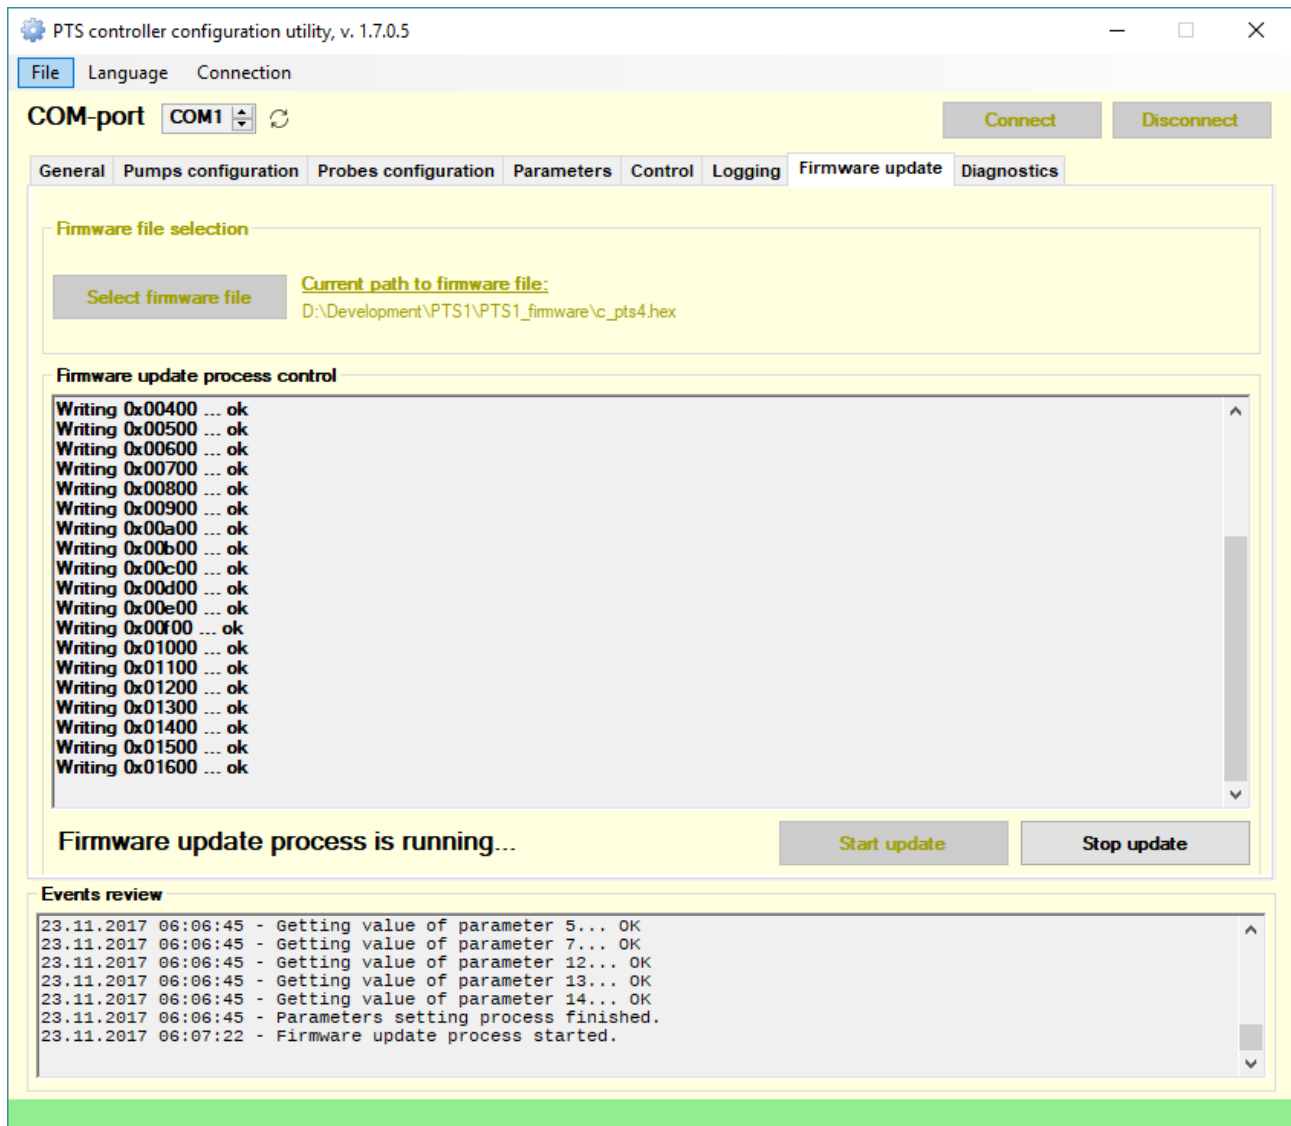 PTS controller configuration utility, v. 1.7.0.5
File Language Connection
COM-port COM1 Connect Disconnect
General Pumps configuration Probes configuration Parameters Control Logging Firmware update Diagnostics
Firmware file selection
Select firmware file
Current path to firmware file:
D:\Development\PTS1\PTS1_firmware\c_pts4.hex
Firmware update process control
Writing 0x00400 ... ok
Writing 0x00500 ... ok
Writing 0x00600 ... ok
Writing 0x00700 ... ok
Writing 0x00800 ... ok
Writing 0x00900 ... ok
Writing 0x00a00 ... ok
Writing 0x00b00 ... ok
Writing 0x00c00 ... ok
Writing 0x00d00 ... ok
Writing 0x00e00 ... ok
Writing 0x00f00 ... ok
Writing 0x01000 ... ok
Writing 0x01100 ... ok
Writing 0x01200 ... ok
Writing 0x01300 ... ok
Writing 0x01400 ... ok
Writing 0x01500 ... ok
Writing 0x01600 ... ok
Firmware update process is running... Start update Stop update
Events review
23.11.2017 06:06:45 - Getting value of parameter 5... OK
23.11.2017 06:06:45 - Getting value of parameter 7... OK
23.11.2017 06:06:45 - Getting value of parameter 12... OK
23.11.2017 06:06:45 - Getting value of parameter 13... OK
23.11.2017 06:06:45 - Getting value of parameter 14... OK
23.11.2017 06:06:45 - Parameters setting process finished.
23.11.2017 06:07:22 - Firmware update process started.